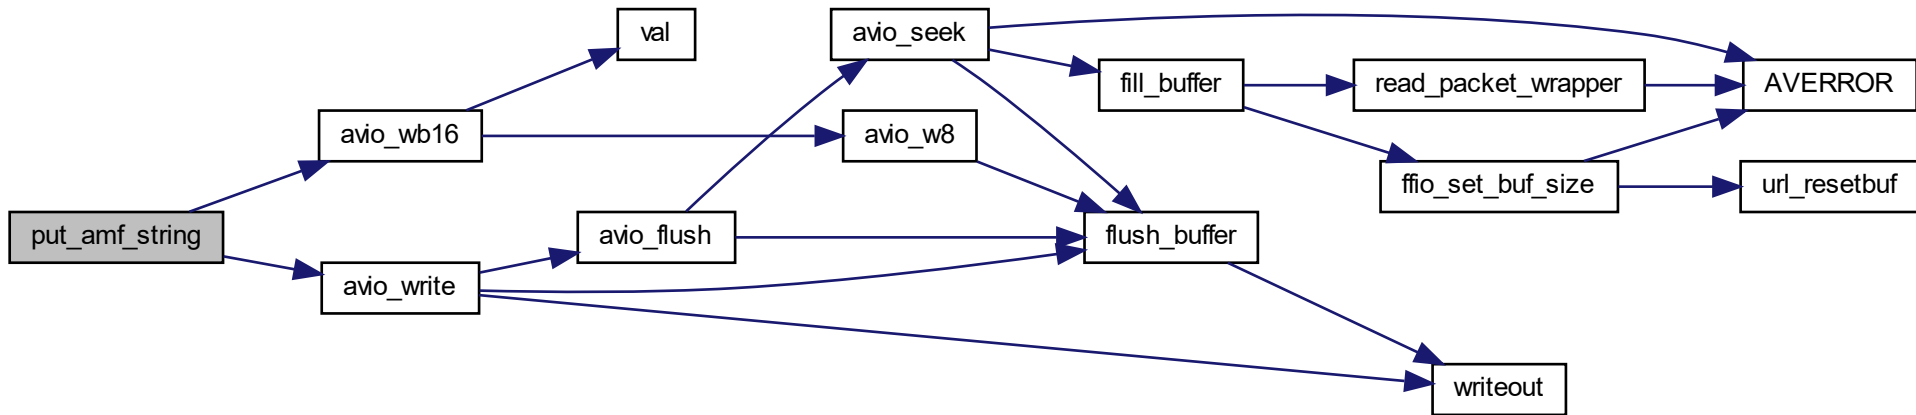 val
avio_seek
fill_buffer
read_packet_wrapper
AVERROR
avio_wb16
avio_w8
ffio_set_buf_size
url_resetbuf
put_amf_string
avio_flush
flush_buffer
avio_write
writeout